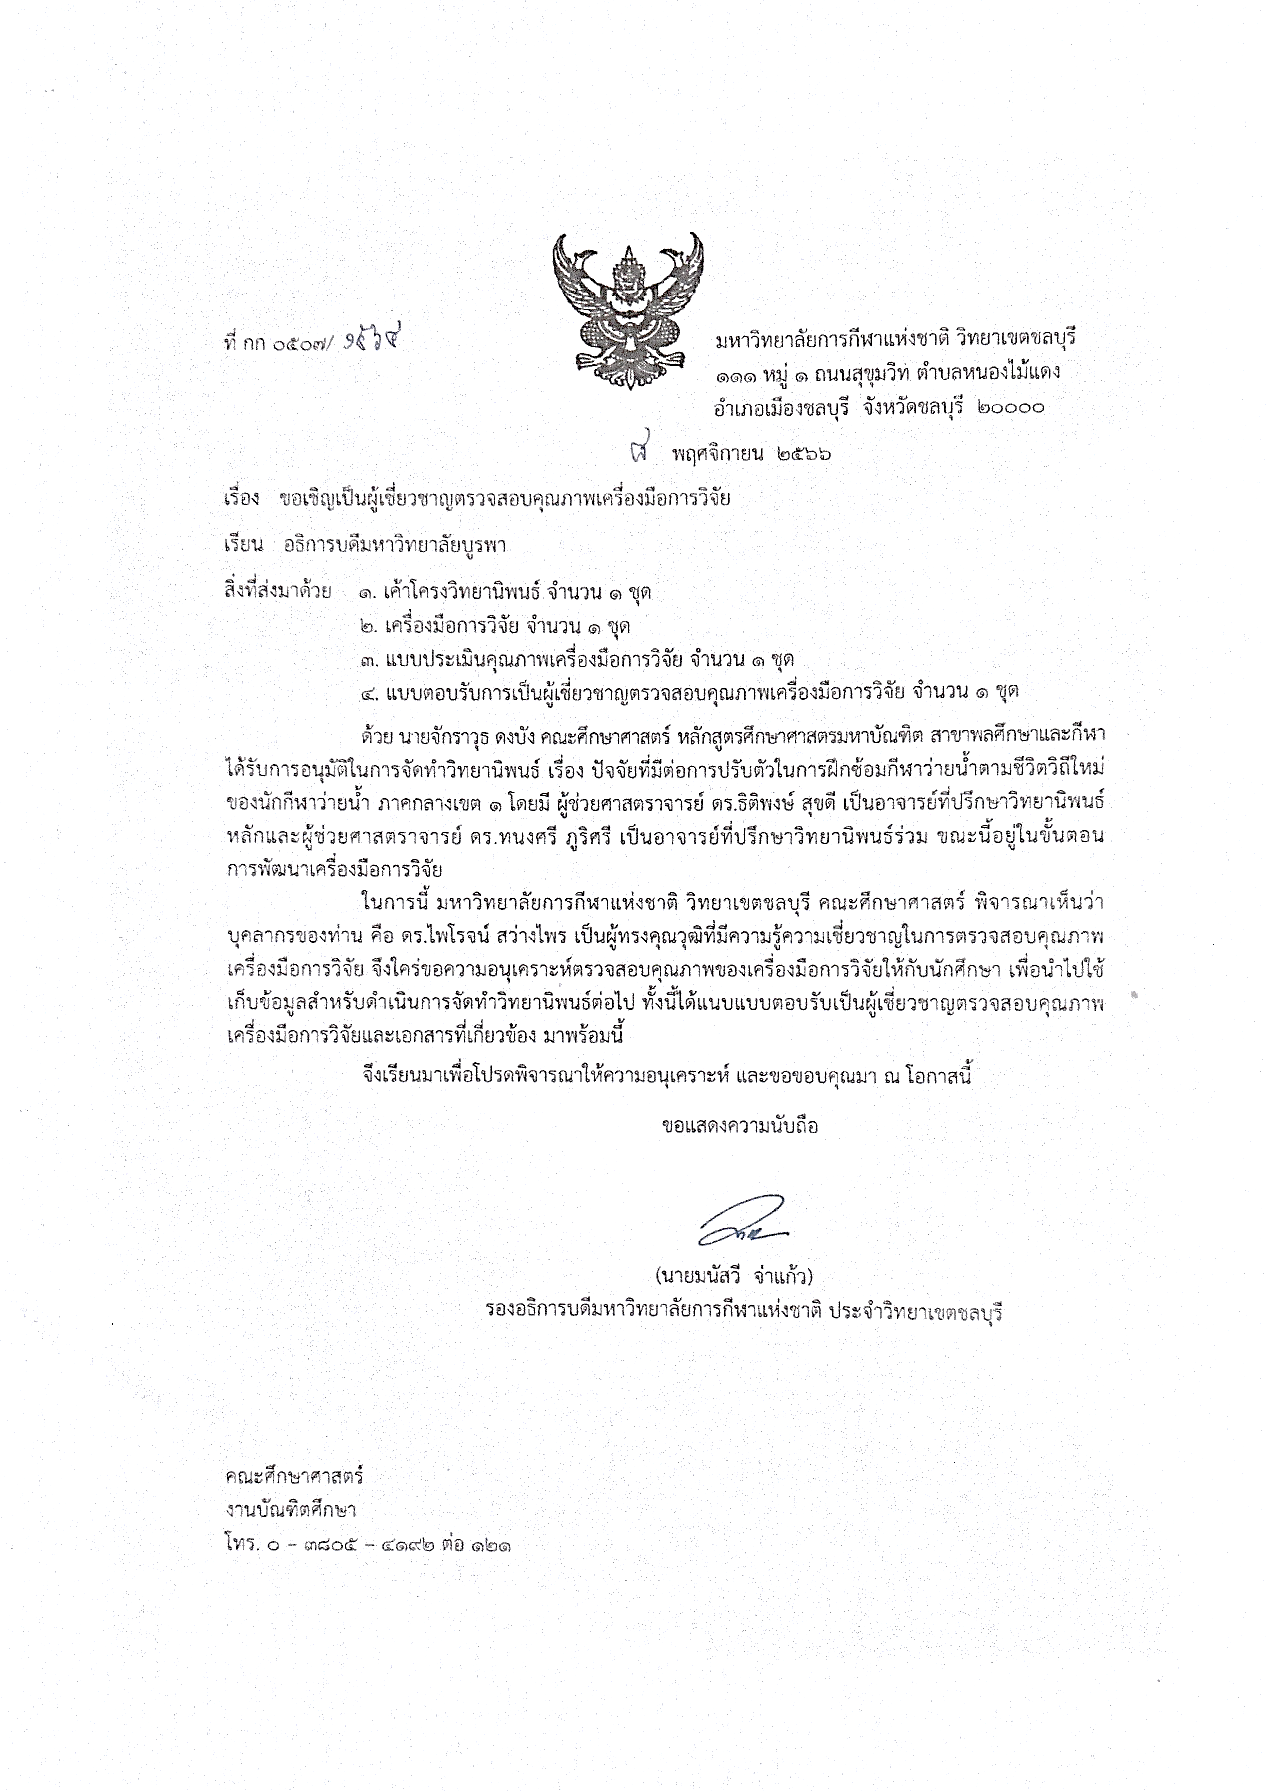 ที่ กก ๐๕๐๗/
มหาวิทยาลัยการกีฬาแห่งชาติ วิทยาเขตชลบุรี
๑๑๑ หมู่ ๑ ถนนสุขุมวิท ตำบลหนองไม้แดง
อำเภอเมืองชลบุรี จังหวัดชลบุรี ๒๐๐๐๐
๘ พฤศจิกายน ๒๕๖๖
เรื่อง ขอเชิญเป็นผู้เชี่ยวชาญตรวจสอบคุณภาพเครื่องมือการวิจัย
เรียน อธิการบดีมหาวิทยาลัยบูรพา
สิ่งที่ส่งมาด้วย ๑. เค้าโครงวิทยานิพนธ์ จำนวน ๑ ชุด
๒. เครื่องมือการวิจัย จำนวน ๑ ชุด
๓. แบบประเมินคุณภาพเครื่องมือการวิจัย จำนวน ๑ ชุด
๔. แบบตอบรับการเป็นผู้เชี่ยวชาญตรวจสอบคุณภาพเครื่องมือการวิจัย จำนวน ๑ ชุด
ด้วย นายจักราวุธ ดงบัง คณะศึกษาศาสตร์ หลักสูตรศึกษาศาสตรมหาบัณฑิต สาขาพลศึกษาและกีฬา
ได้รับการอนุมัติในการจัดทำวิทยานิพนธ์ เรื่อง ปัจจัยที่มีต่อการปรับตัวในการฝึกซ้อมกีฬาว่ายน้ำตามชีวิตวิถีใหม่
ของนักกีฬาว่ายน้ำ ภาคกลางเขต ๑ โดยมี ผู้ช่วยศาสตราจารย์ ดร.ธิติพงษ์ สุขดี เป็นอาจารย์ที่ปรึกษาวิทยานิพนธ์
หลักและผู้ช่วยศาสตราจารย์ ดร.ทนงศรี ภูริศรี เป็นอาจารย์ที่ปรึกษาวิทยานิพนธ์ร่วม ขณะนี้อยู่ในขั้นตอน
การพัฒนาเครื่องมือการวิจัย
ในการนี้ มหาวิทยาลัยการกีฬาแห่งชาติ วิทยาเขตชลบุรี คณะศึกษาศาสตร์ พิจารณาเห็นว่า
บุคลากรของท่าน คือ ดร.ไพโรจน์ สว่างไพร เป็นผู้ทรงคุณวุฒิที่มีความรู้ความเชี่ยวชาญในการตรวจสอบคุณภาพ
เครื่องมือการวิจัย จึงใคร่ขอความอนุเคราะห์ตรวจสอบคุณภาพของเครื่องมือการวิจัยให้กับนักศึกษา เพื่อนำไปใช้
เก็บข้อมูลสำหรับดำเนินการจัดทำวิทยานิพนธ์ต่อไป ทั้งนี้ได้แนบแบบตอบรับเป็นผู้เชี่ยวชาญตรวจสอบคุณภาพ
เครื่องมือการวิจัยและเอกสารที่เกี่ยวข้อง มาพร้อมนี้
จึงเรียนมาเพื่อโปรดพิจารณาให้ความอนุเคราะห์ และขอขอบคุณมา ณ โอกาสนี้
ขอแสดงความนับถือ
(นายมนัสวี จ่าแก้ว)
รองอธิการบดีมหาวิทยาลัยการกีฬาแห่งชาติ ประจำวิทยาเขตชลบุรี
คณะศึกษาศาสตร์
งานบัณฑิตศึกษา
โทร. ๐ - ๓๘๐๕ - ๔๑๙๒ ต่อ ๑๒๑